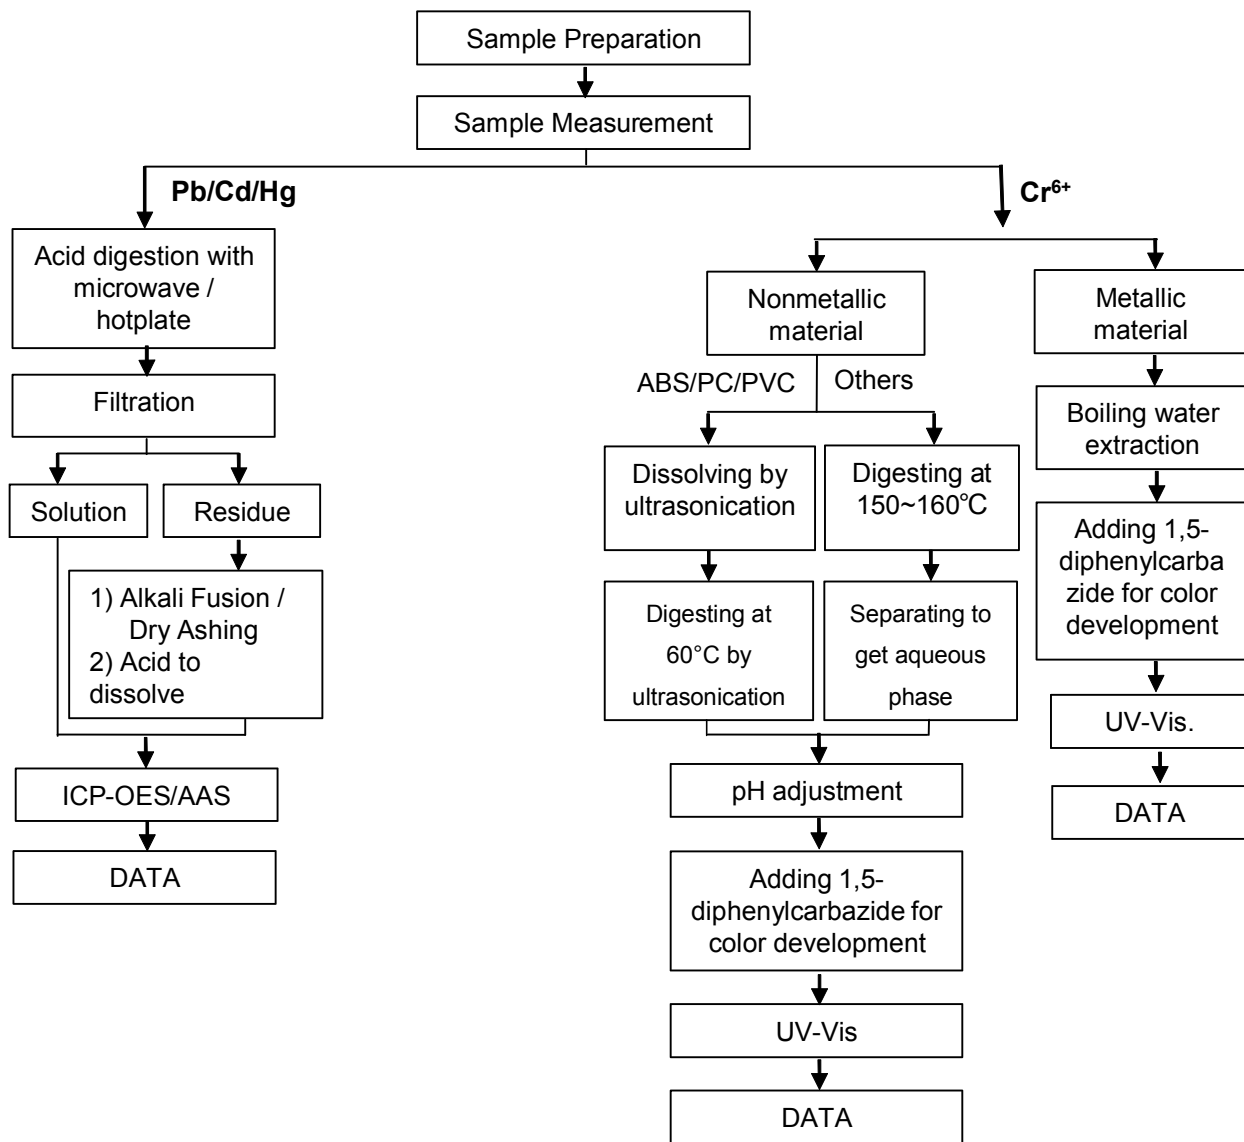 Sample Preparation
Sample Measurement
Pb/Cd/Hg
Acid digestion with
microwave /
hotplate
Filtration
Solution
Residue
1) Alkali Fusion /
Dry Ashing
2) Acid to
dissolve
ICP-OES/AAS
DATA
Cr⁶⁺
Nonmetallic
material
ABS/PC/PVC
Others
Dissolving by
ultrasonication
Digesting at
150~160℃
Digesting at
60°C by
ultrasonication
Separating to
get aqueous
phase
pH adjustment
Adding 1,5-
diphenylcarbazide for
color development
UV-Vis
DATA
Metallic
material
Boiling water
extraction
Adding 1,5-
diphenylcarba
zide for color
development
UV-Vis.
DATA